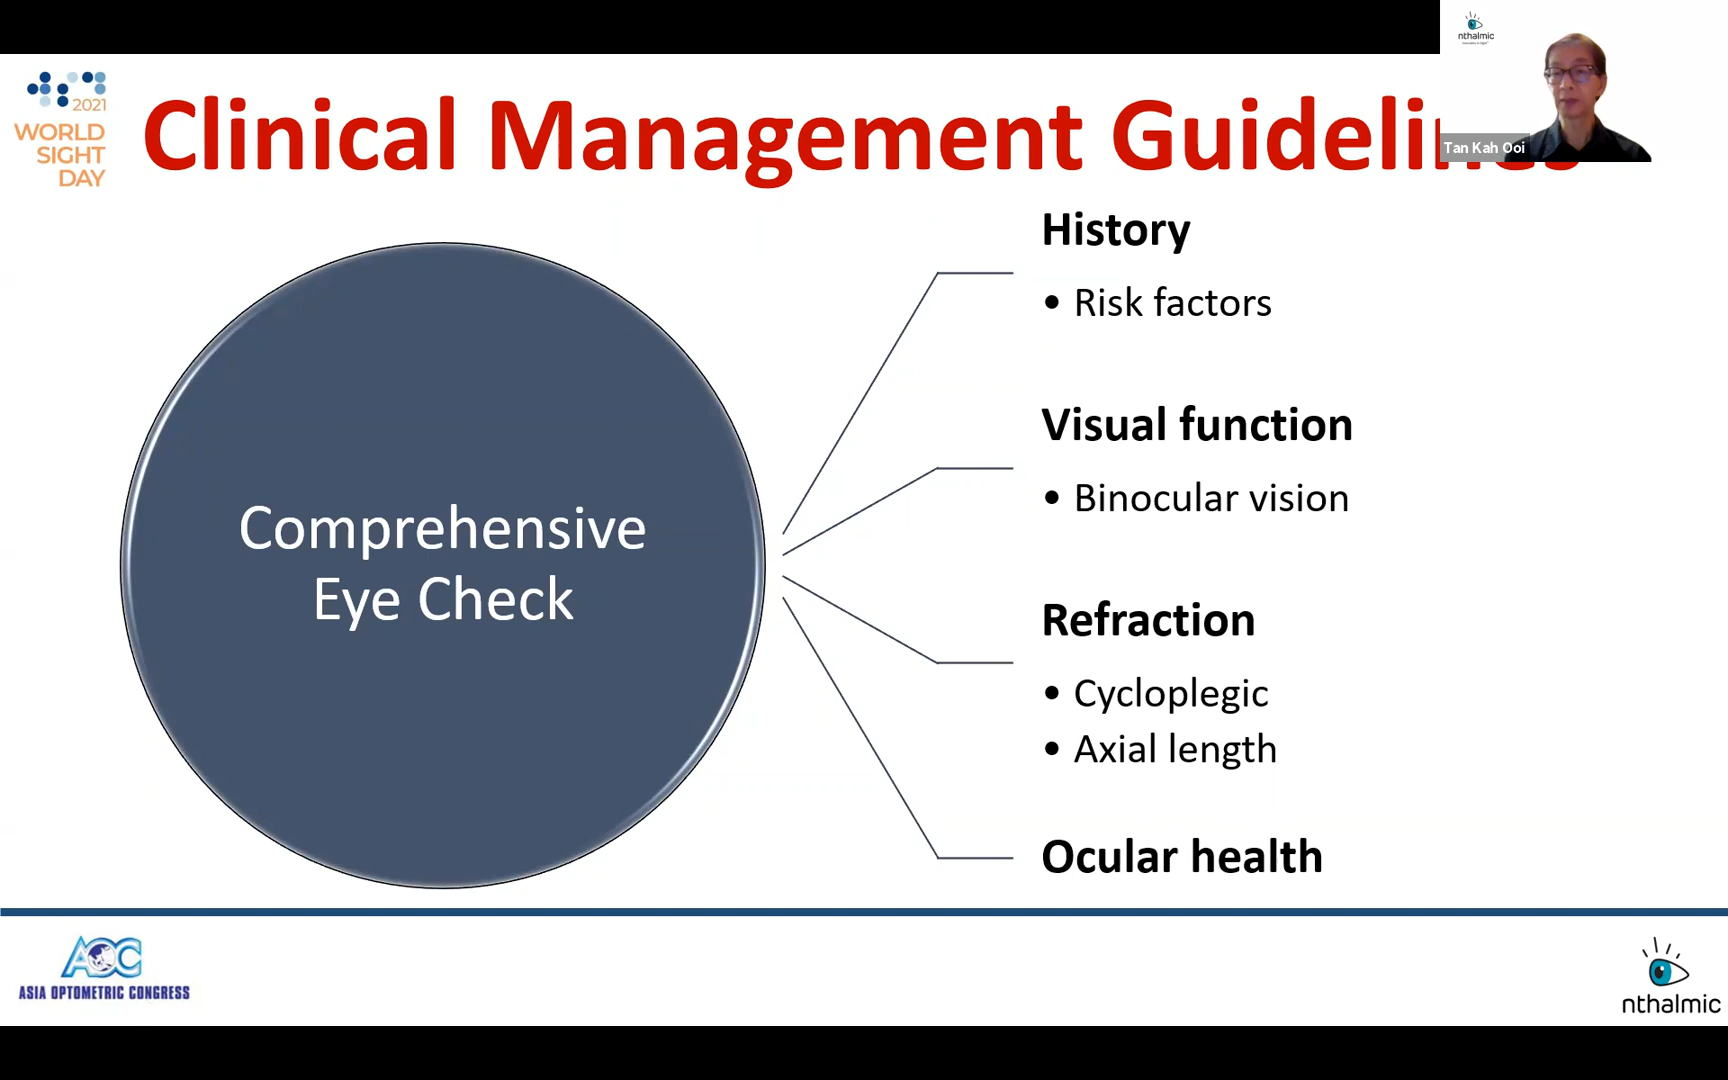 nthalmic
2021
WORLD
SIGHT
DAY
Clinical Management Guidelines
Tan Kah Ooi
History
• Risk factors
Visual function
• Binocular vision
Comprehensive
Eye Check
Refraction
• Cycloplegic
• Axial length
Ocular health
AOC
ASIA OPTOMETRIC CONGRESS
nthalmic